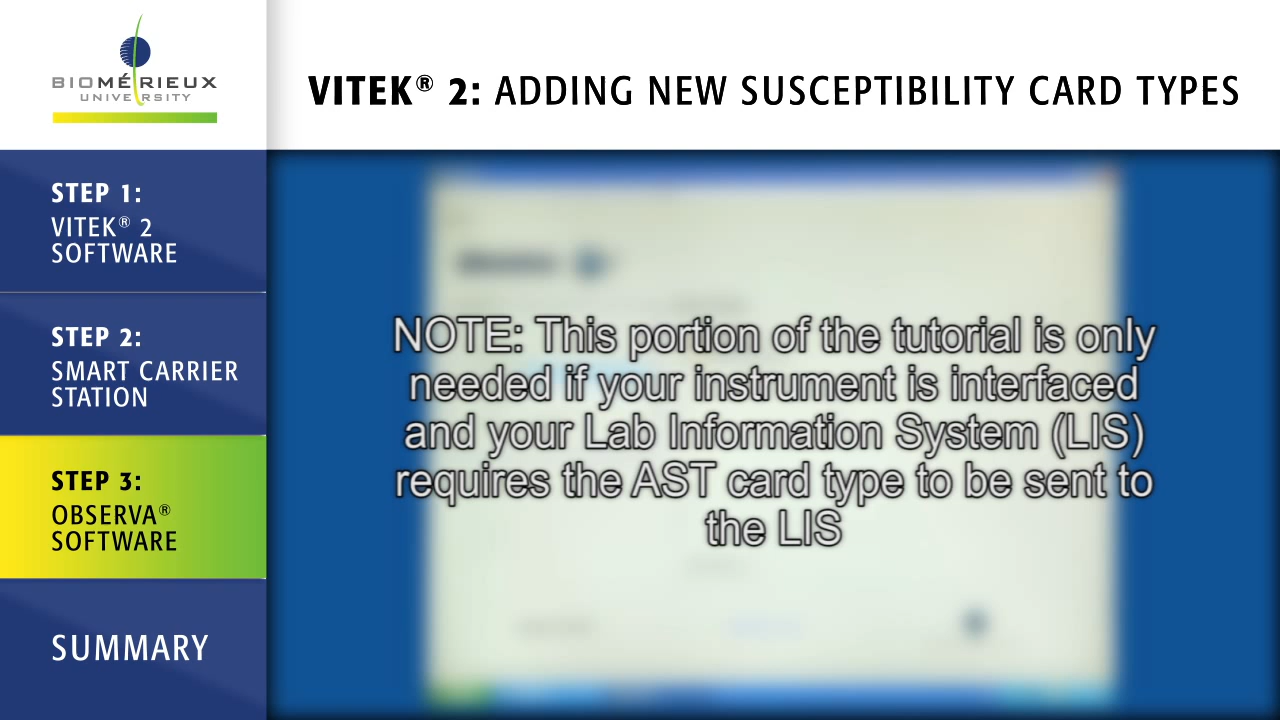 BIOMÉRIEUX
UNIVERSITY
VITEK® 2: ADDING NEW SUSCEPTIBILITY CARD TYPES
STEP 1:
VITEK® 2
SOFTWARE
STEP 2:
SMART CARRIER
STATION
STEP 3:
OBSERVA®
SOFTWARE
SUMMARY
NOTE: This portion of the tutorial is only
needed if your instrument is interfaced
and your Lab Information System (LIS)
requires the AST card type to be sent to
the LIS